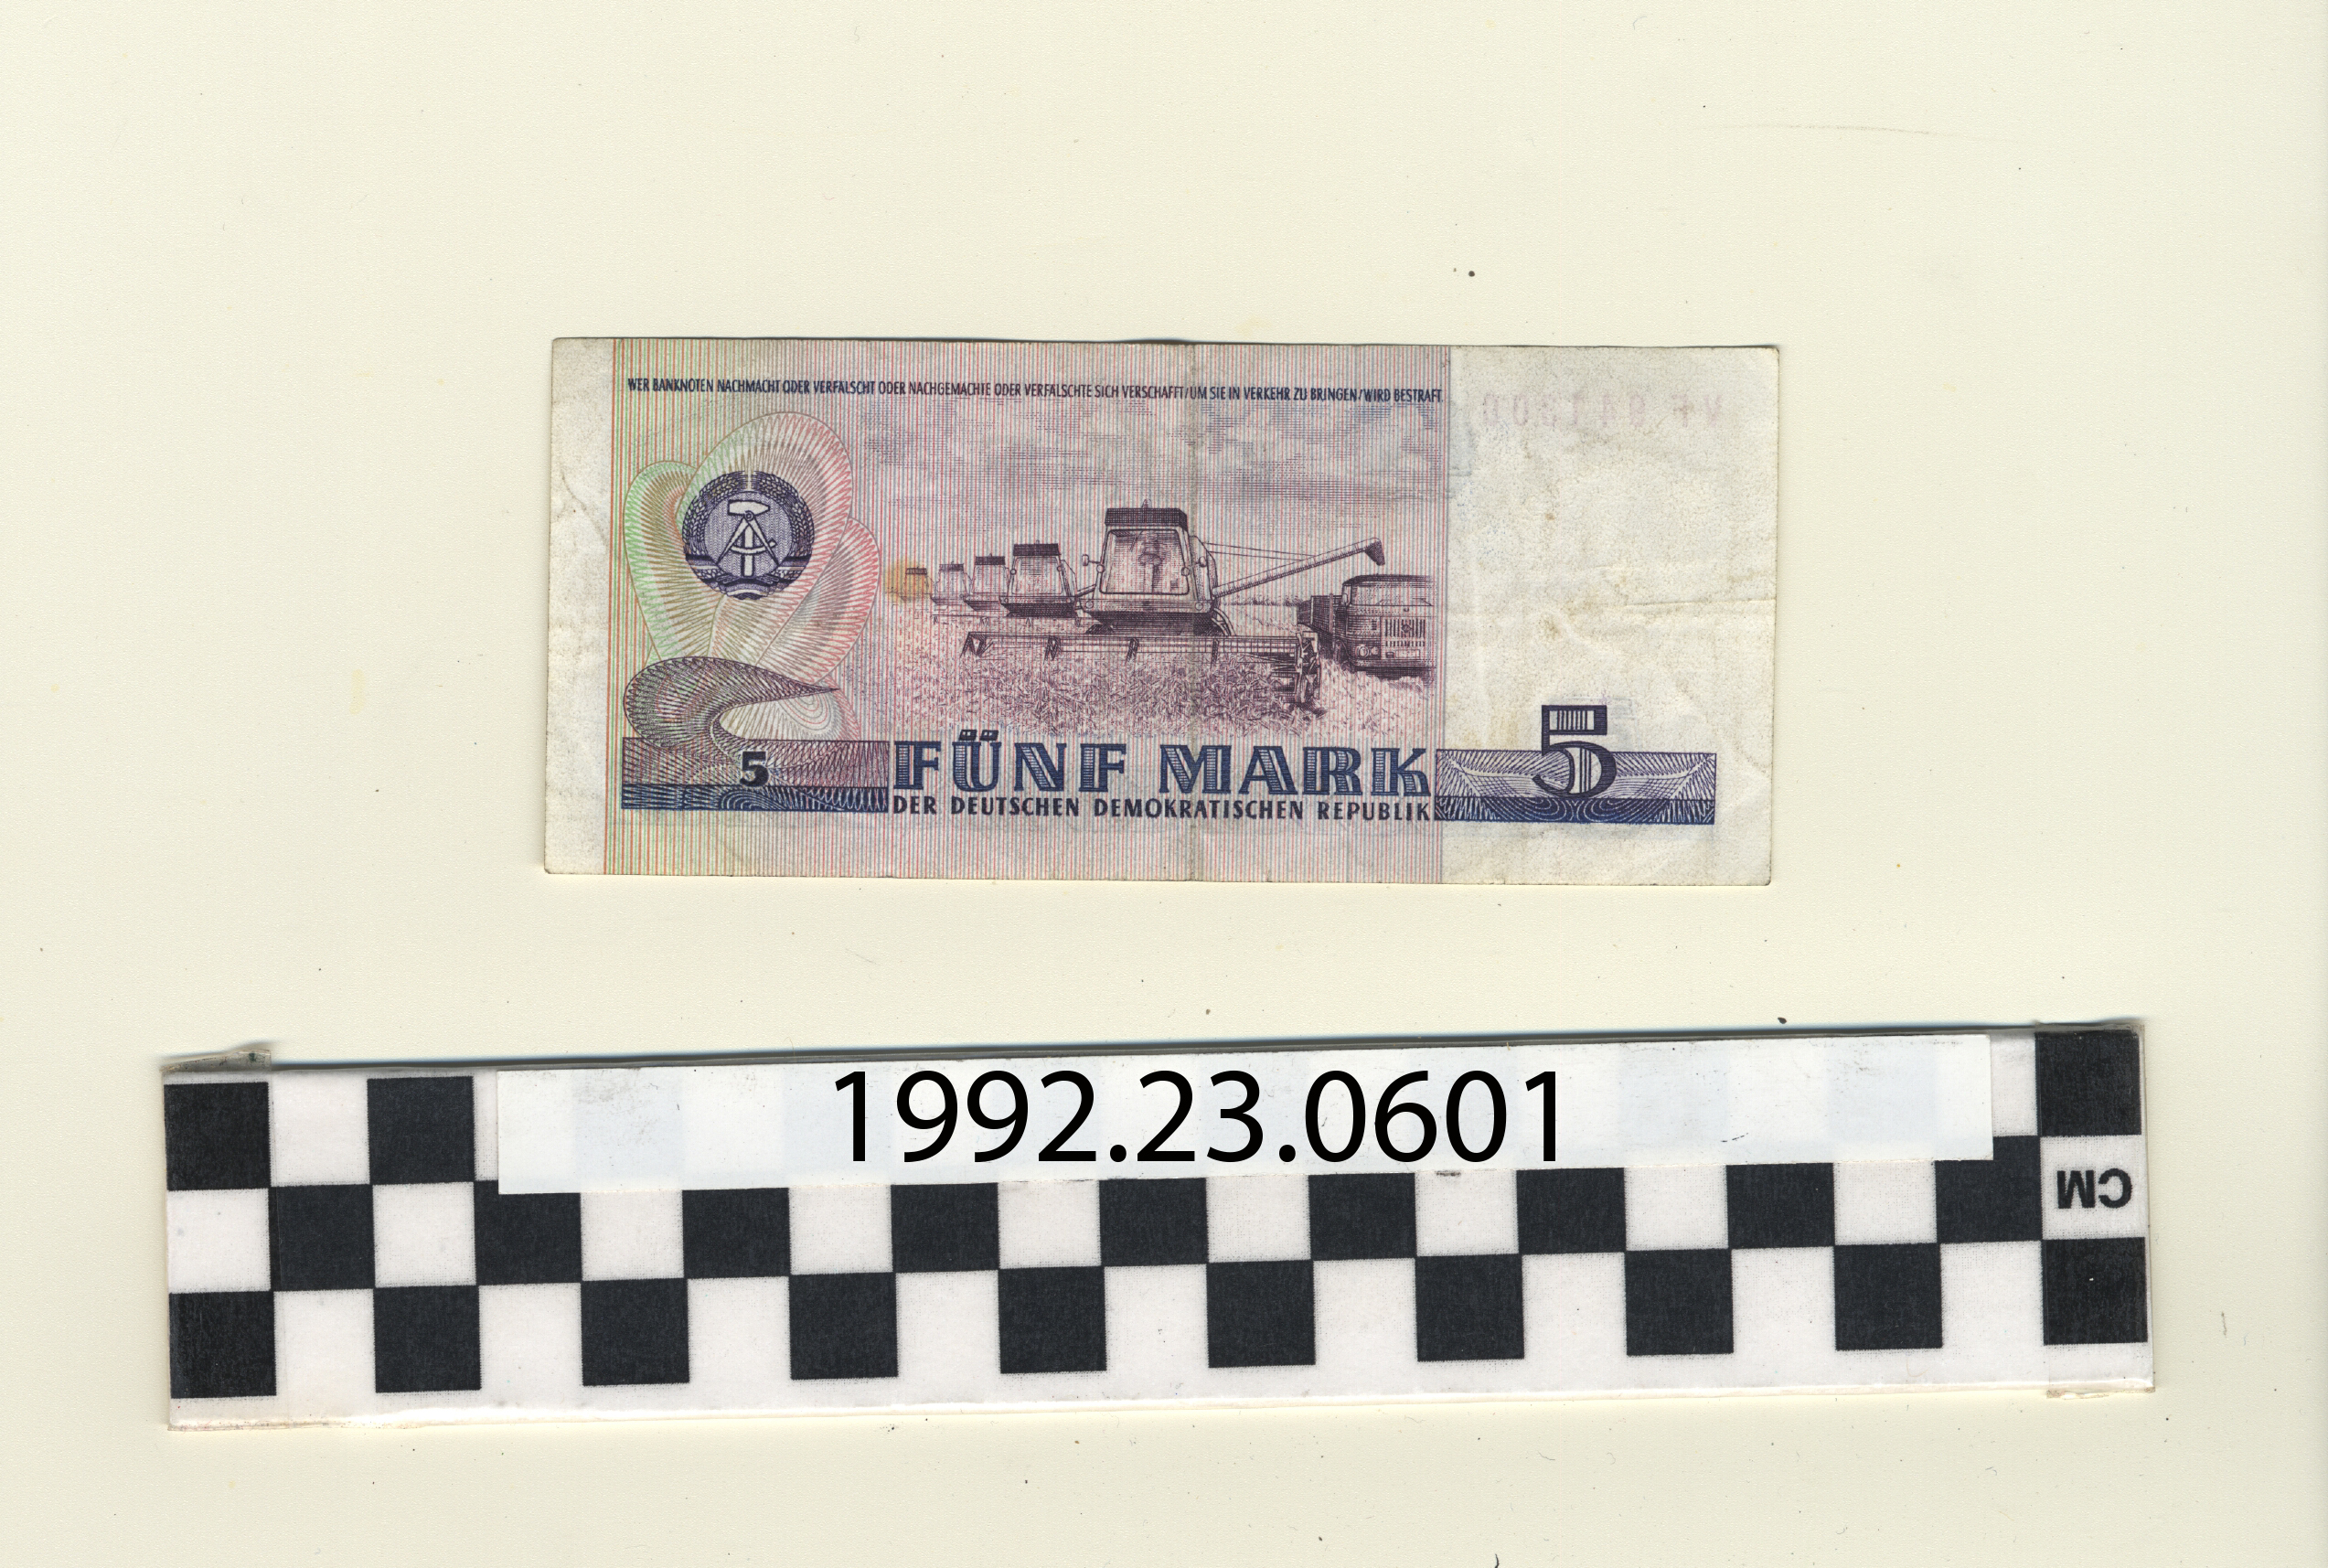 WER BANKNOTEN NACHMACHT ODER VERFÄLSCHT ODER NACHGEMACHTE ODER VERFÄLSCHTE SICH VERSCHAFFT/UM SIE IN VERKEHR ZU BRINGEN/WIRD BESTRAFT
5
FÜNF MARK
5
DER DEUTSCHEN DEMOKRATISCHEN REPUBLIK
1992.23.0601
CM